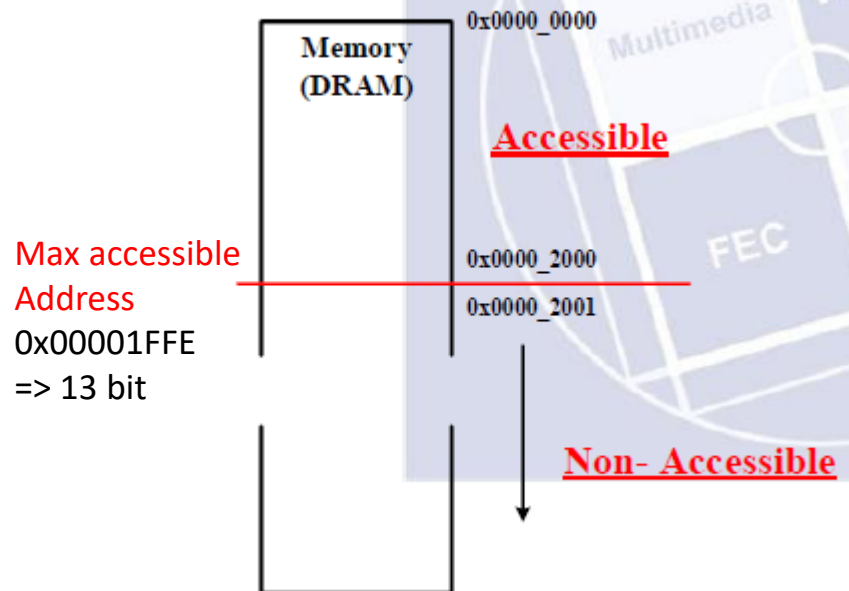 0x0000_0000
Memory
(DRAM)
Multimedia
Accessible
FEC
Max accessible
Address
0x00001FFE
=> 13 bit
0x0000_2000
0x0000_2001
Non- Accessible